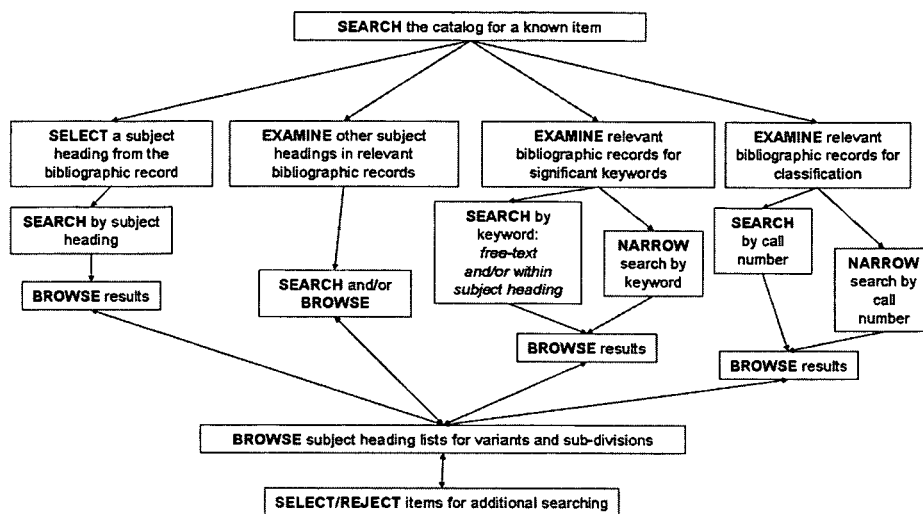 SEARCH the catalog for a known item
SELECT a subject
heading from the
bibliographic record
EXAMINE other subject
headings in relevant
bibliographic records
EXAMINE relevant
bibliographic records for
significant keywords
EXAMINE relevant
bibliographic records for
classification
SEARCH by subject
heading
SEARCH and/or
BROWSE
SEARCH by
keyword:
free-text
and/or within
subject heading
NARROW
search by
keyword
SEARCH
by call
number
NARROW
search by
call
number
BROWSE results
BROWSE results
BROWSE results
BROWSE subject heading lists for variants and sub-divisions
SELECT/REJECT items for additional searching